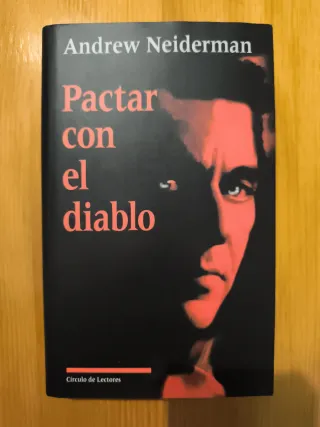 Andrew Neiderman
Pactar
con
el
diablo
Círculo de Lectores